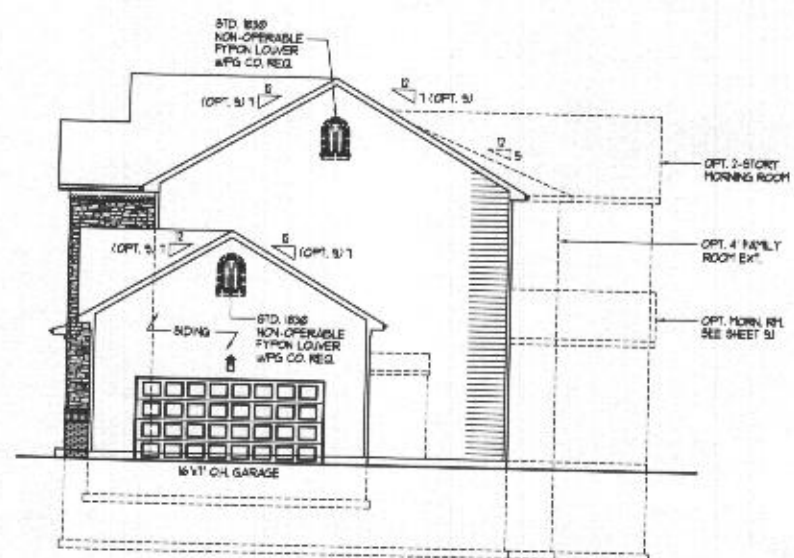 STD. 1830
NON-OPERABLE
FYPON LOUVER
W/PG CO. REQ.
12
(OPT. 9) 7
12
7 (OPT. 9)
12
5
OPT. 2-STORY
MORNING ROOM
12
(OPT. 9) 7
12
(OPT. 9) 7
OPT. 4' FAMILY
ROOM EXT.
SIDING
STD. 1830
NON-OPERABLE
FYPON LOUVER
W/PG CO. REQ.
OPT. MORN. RM.
SEE SHEET
16'x7' O.H. GARAGE